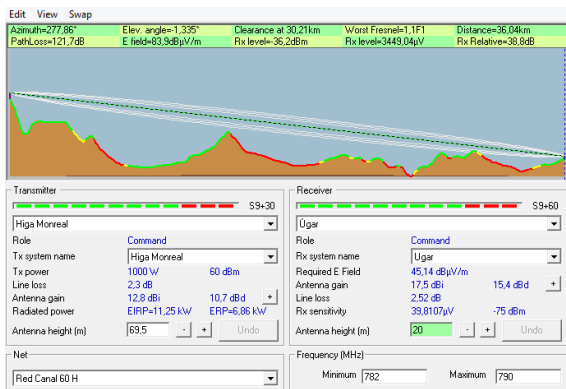 Edit View Swap
Azimuth=277,86° Elev. angle=-1,335° Clearance at 30,21km Worst Fresnel=1,1F1 Distance=36,04km
PathLoss=121,7dB E field=83,9dBµV/m Rx level=-36,2dBm Rx level=3449,04µV Rx Relative=38,8dB
Transmitter
S9+30
Higa Monreal
Role Command
Tx system name Higa Monreal
Tx power 1000 W 60 dBm
Line loss 2,3 dB
Antenna gain 12,8 dBi 10,7 dBd +
Radiated power EIRP=11,25 kW ERP=6,86 kW
Antenna height (m) 69,5 - + Undo
Receiver
S9+60
Úgar
Role Command
Rx system name Ugar
Required E Field 45,14 dBµV/m
Antenna gain 17,5 dBi 15,4 dBd +
Line loss 2,52 dB
Rx sensitivity 39,8107µV -75 dBm
Antenna height (m) 20 - + Undo
Net
Red Canal 60 H
Frequency (MHz)
Minimum 782 Maximum 790